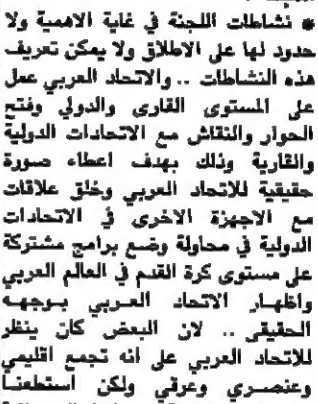 * نشاطات اللجنة في غاية الاهمية ولا
حدود لها على الاطلاق ولا يمكن تعريف
هذه النشاطات .. والاتحاد العربي عمل
على المستوى القارى والدولي وفتح
الحوار والنقاش مع الاتحادات الدولية
والقارية وذلك بهدف اعطاء صورة
حقيقية للاتحاد العربي وخلق علاقات
مع الاجهزة الاخرى في الاتحادات
الدولية في محاولة وضع برامج مشتركة
على مستوى كرة القدم في العالم العربي
واظهار الاتحاد العربي بوجهه
الحقيقي .. لان البعض كان ينظر
للاتحاد العربي على انه تجمع اقليمي
وعنصري وعرقي ولكن استطعنا